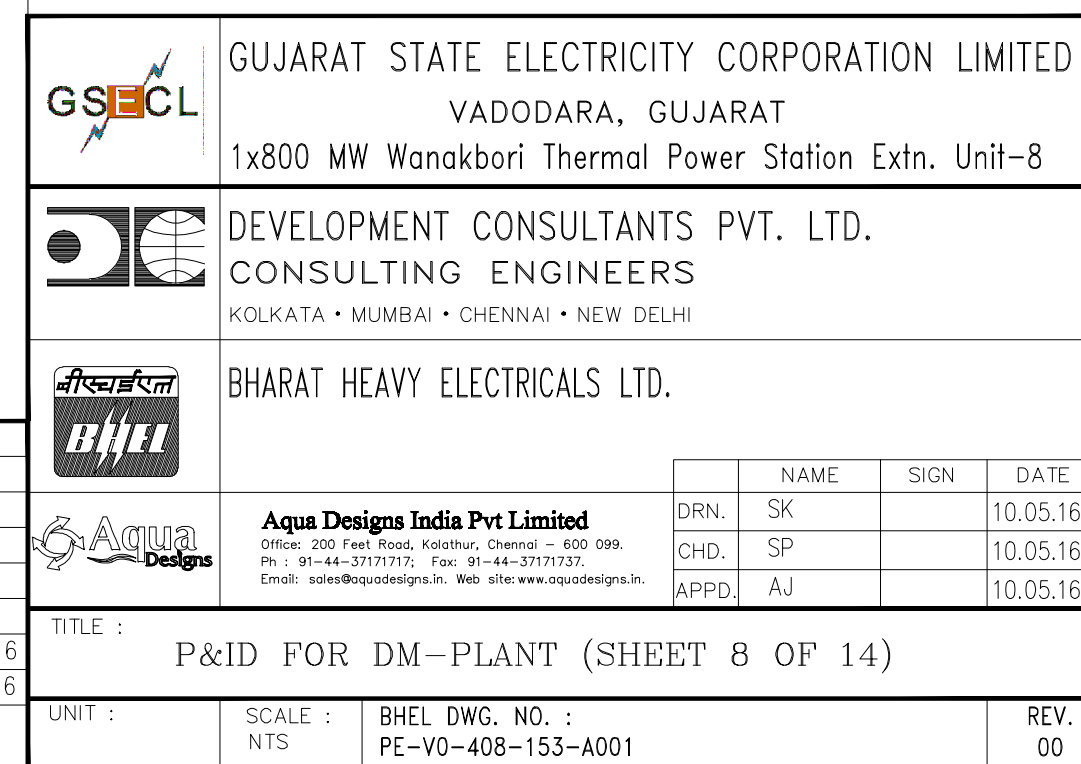 GSECL
GUJARAT STATE ELECTRICITY CORPORATION LIMITED
VADODARA, GUJARAT
1x800 MW Wanakbori Thermal Power Station Extn. Unit-8
DEVELOPMENT CONSULTANTS PVT. LTD.
CONSULTING ENGINEERS
KOLKATA • MUMBAI • CHENNAI • NEW DELHI
बीएचईएल
BHEL
BHARAT HEAVY ELECTRICALS LTD.
NAME SIGN DATE
DRN. SK 10.05.16
CHD. SP 10.05.16
APPD. AJ 10.05.16
Aqua
Designs
Aqua Designs India Pvt Limited
Office: 200 Feet Road, Kolathur, Chennai - 600 099.
Ph : 91-44-37171717; Fax: 91-44-37171737.
Email: sales@aquadesigns.in. Web site: www.aquadesigns.in.
6
6
TITLE :
P&ID FOR DM-PLANT (SHEET 8 OF 14)
UNIT :
SCALE :
NTS
BHEL DWG. NO. :
PE-V0-408-153-A001
REV.
00